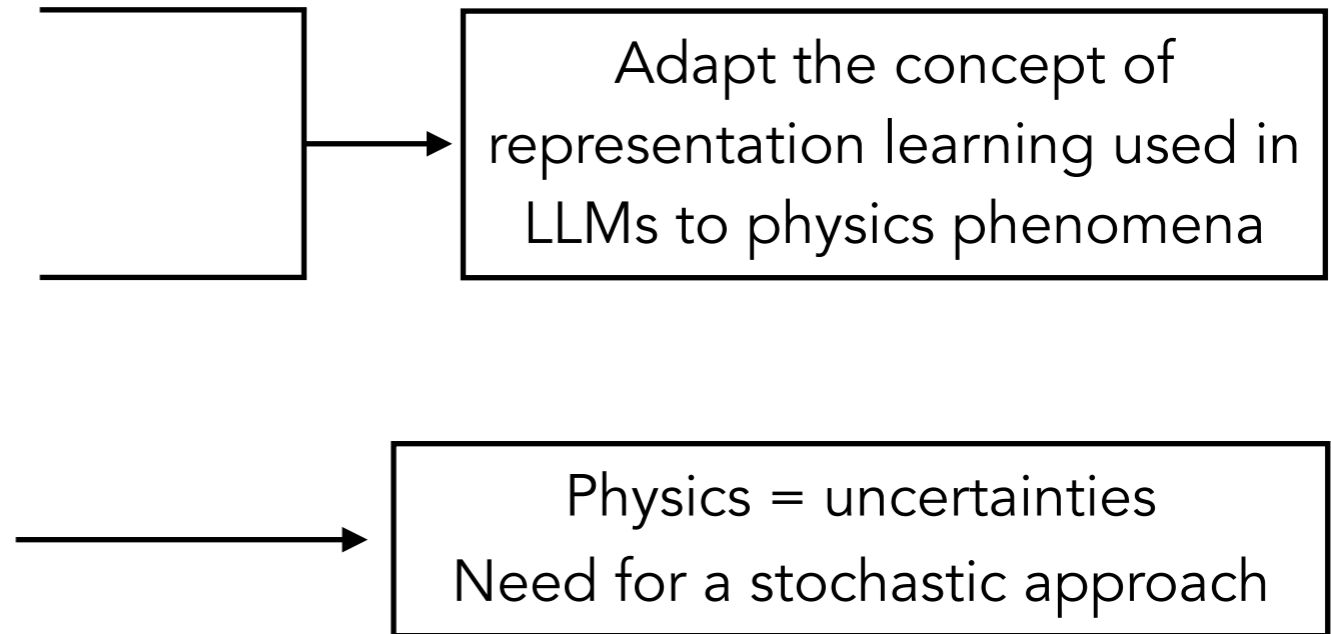 Adapt the concept of
representation learning used in
LLMs to physics phenomena
Physics = uncertainties
Need for a stochastic approach